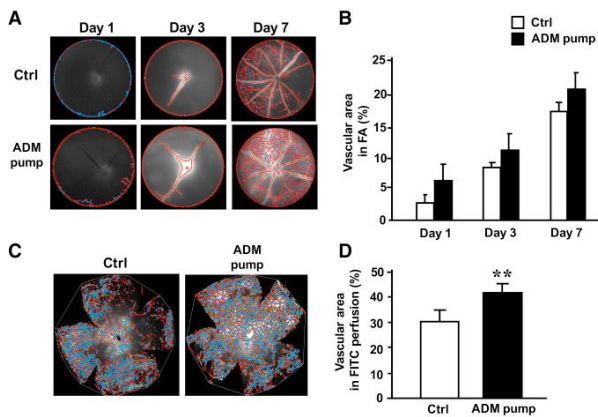 A
Day 1
Day 3
Day 7
Ctrl
ADM
pump
B
Ctrl
ADM pump
Vascular area
in FA (%)
25
20
15
10
5
0
Day 1
Day 3
Day 7
C
Ctrl
ADM
pump
D
Vascular area
in FITC perfusion (%)
50
40
30
20
10
0
**
Ctrl
ADM pump